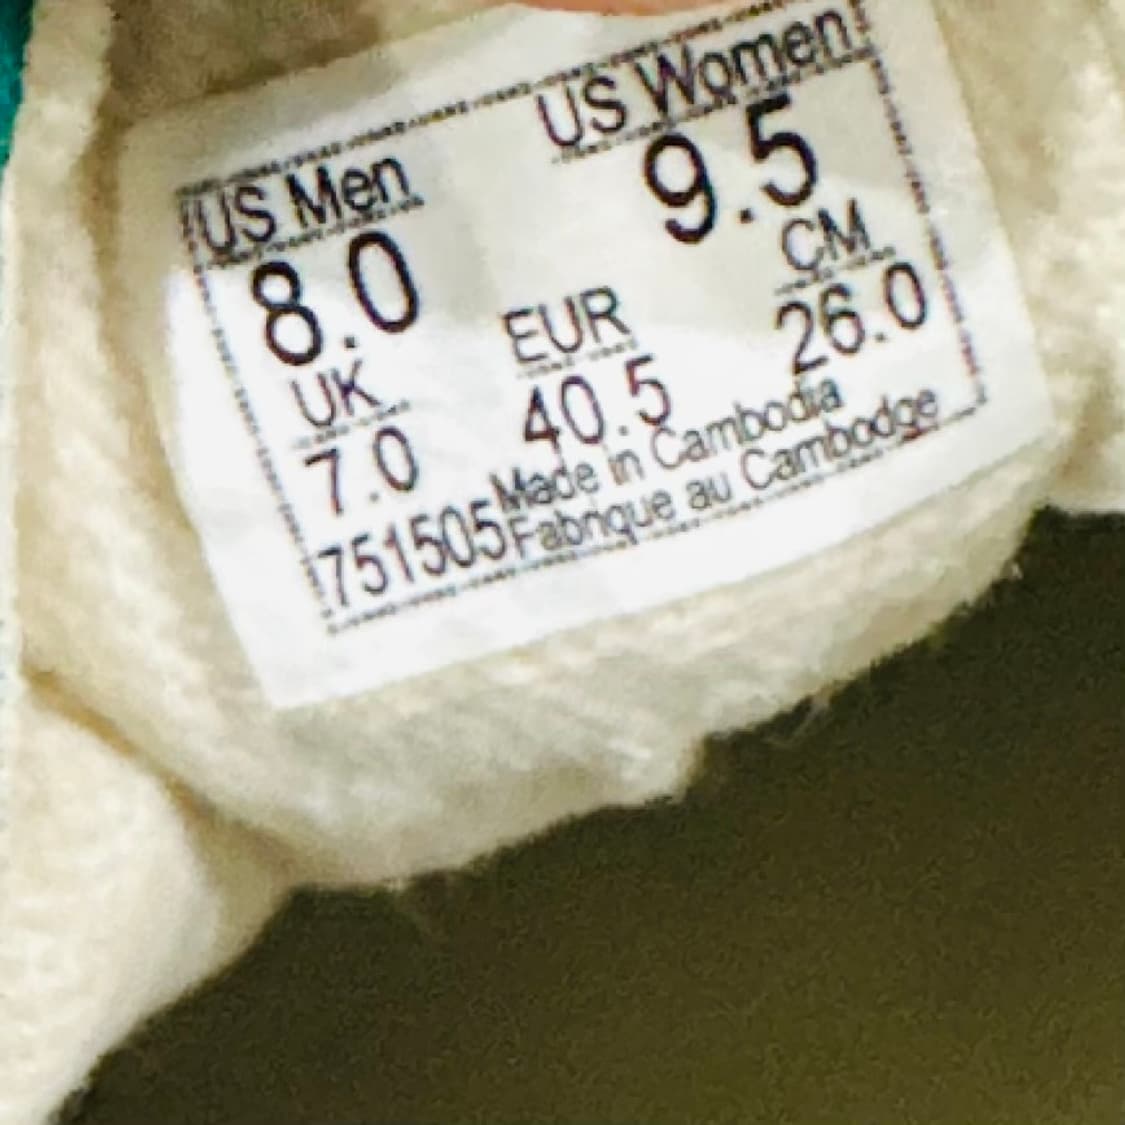 US Men US Women
8.0 9.5
UK EUR CM
7.0 40.5 26.0
751505 Made in Cambodia
Fabrique au Cambodge